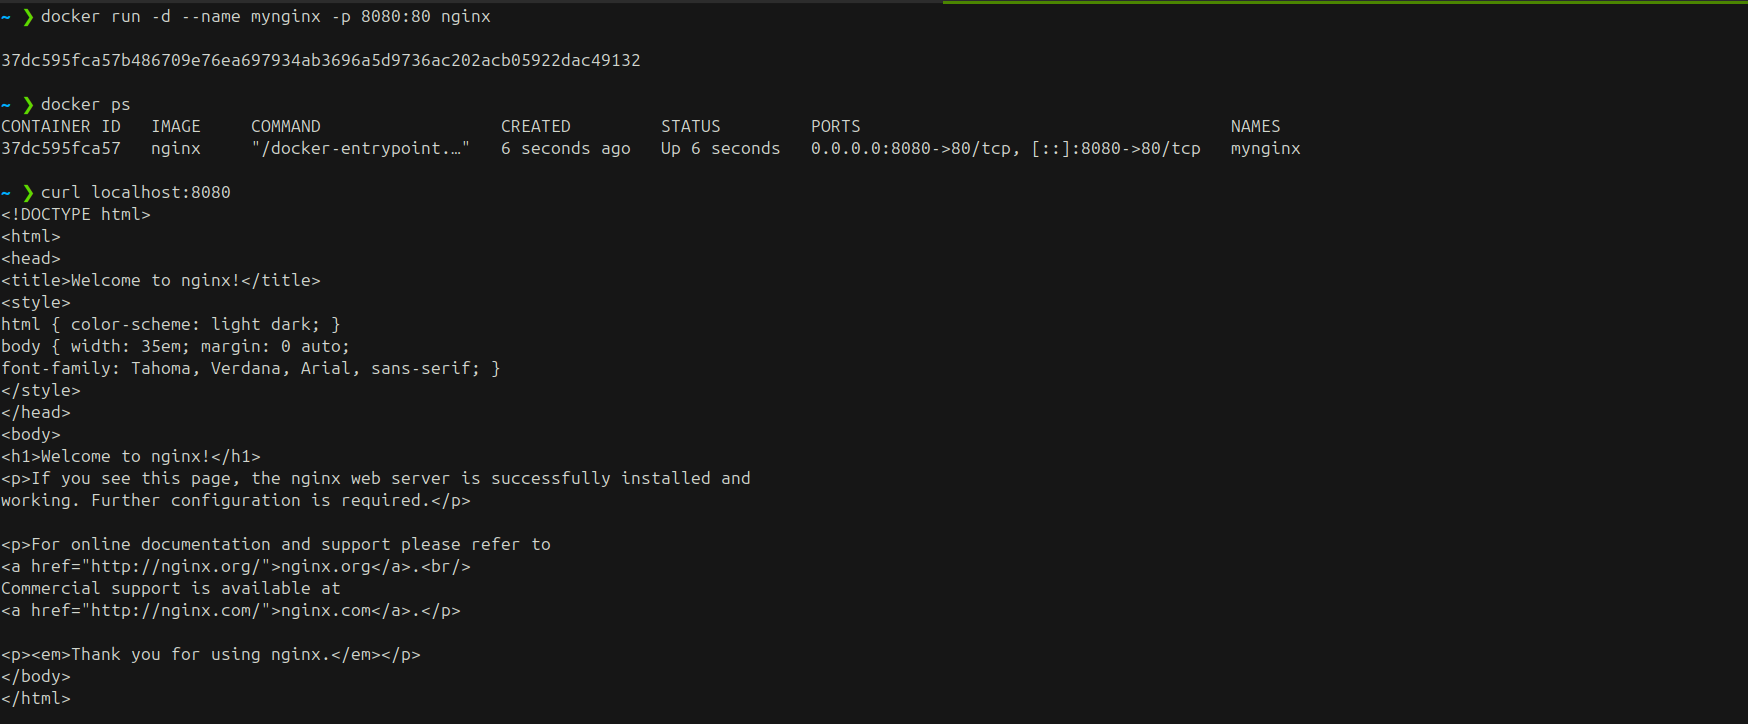 ~ ❯ docker run -d --name mynginx -p 8080:80 nginx
37dc595fca57b486709e76ea697934ab3696a5d9736ac202acb05922dac49132
~ ❯ docker ps
CONTAINER ID   IMAGE     COMMAND                  CREATED         STATUS         PORTS                                     NAMES
37dc595fca57   nginx     "/docker-entrypoint.…"   6 seconds ago   Up 6 seconds   0.0.0.0:8080->80/tcp, [::]:8080->80/tcp   mynginx
~ ❯ curl localhost:8080
<!DOCTYPE html>
<html>
<head>
<title>Welcome to nginx!</title>
<style>
html { color-scheme: light dark; }
body { width: 35em; margin: 0 auto;
font-family: Tahoma, Verdana, Arial, sans-serif; }
</style>
</head>
<body>
<h1>Welcome to nginx!</h1>
<p>If you see this page, the nginx web server is successfully installed and
working. Further configuration is required.</p>
<p>For online documentation and support please refer to
<a href="http://nginx.org/">nginx.org</a>.<br/>
Commercial support is available at
<a href="http://nginx.com/">nginx.com</a>.</p>
<p><em>Thank you for using nginx.</em></p>
</body>
</html>